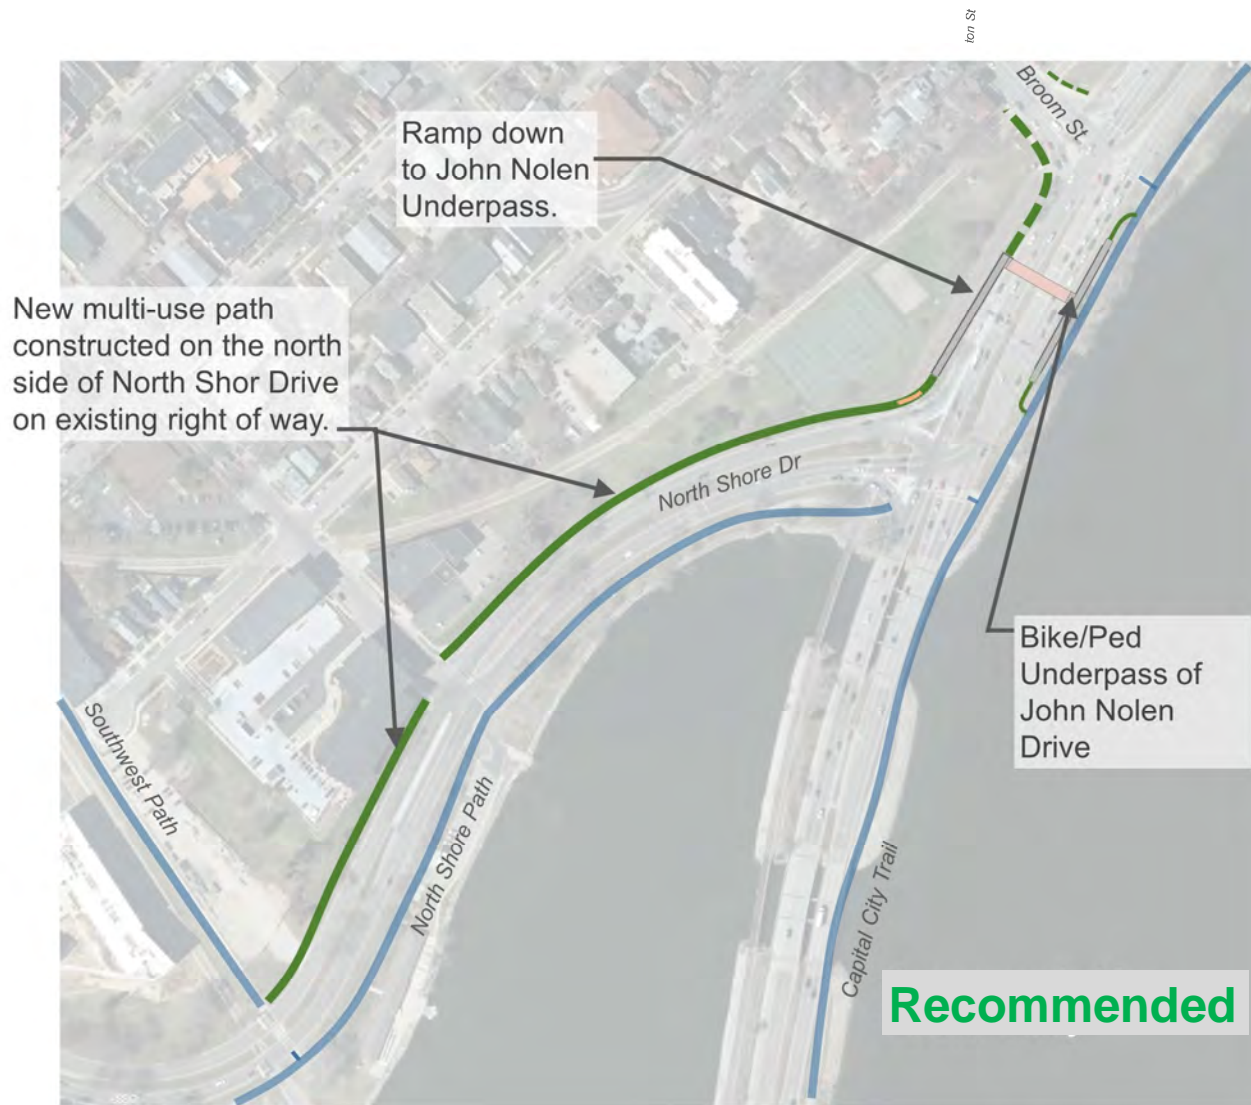 ton St
Broom St
Ramp down
to John Nolen
Underpass.
New multi-use path
constructed on the north
side of North Shor Drive
on existing right of way.
North Shore Dr
Bike/Ped
Underpass of
John Nolen
Drive
Southwest Path
North Shore Path
Capital City Trail
Recommended